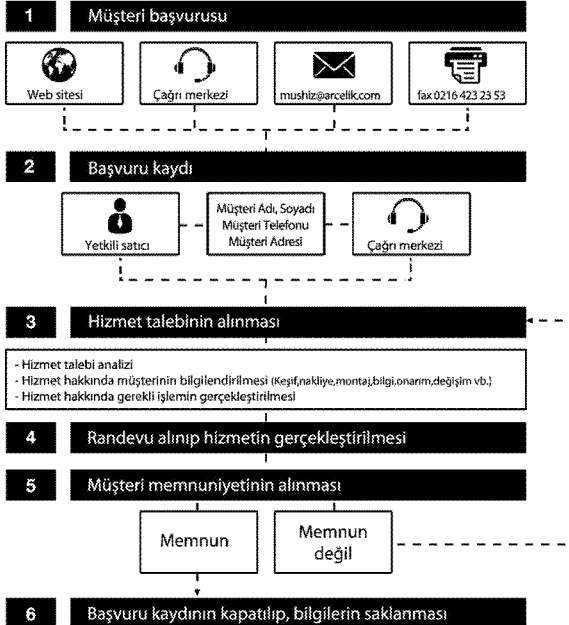 1 Müşteri başvurusu
Web sitesi
Çağrı merkezi
mushiz@arcelik.com
fax 0216 423 23 53
2 Başvuru kaydı
Yetkili satıcı
Müşteri Adı, Soyadı
Müşteri Telefonu
Müşteri Adresi
Çağrı merkezi
3 Hizmet talebinin alınması
- Hizmet talebi analizi
- Hizmet hakkında müşterinin bilgilendirilmesi (Keşif,nakliye,montaj,bilgi,onarım,değişim vb.)
- Hizmet hakkında gerekli işlemin gerçekleştirilmesi
4 Randevu alınıp hizmetin gerçekleştirilmesi
5 Müşteri memnuniyetinin alınması
Memnun
Memnun
değil
6 Başvuru kaydının kapatılıp, bilgilerin saklanması